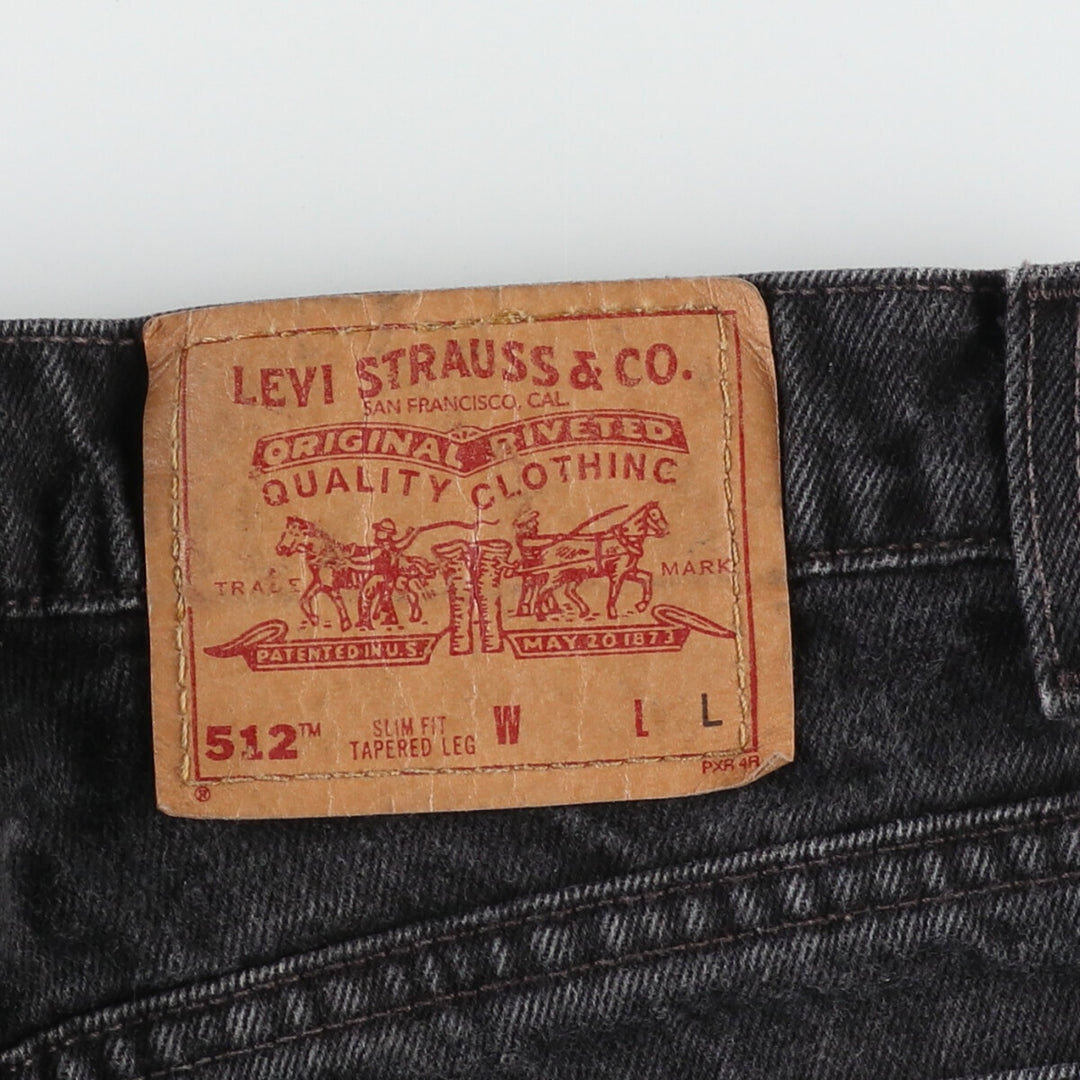 LEVI STRAUSS & CO.
SAN FRANCISCO, CAL.
ORIGINAL RIVETED
QUALITY CLOTHING
TRADE MARK
PATENTED IN U.S. MAY 20 1873
512™ SLIM FIT TAPERED LEG W L L
PXR 4R
®